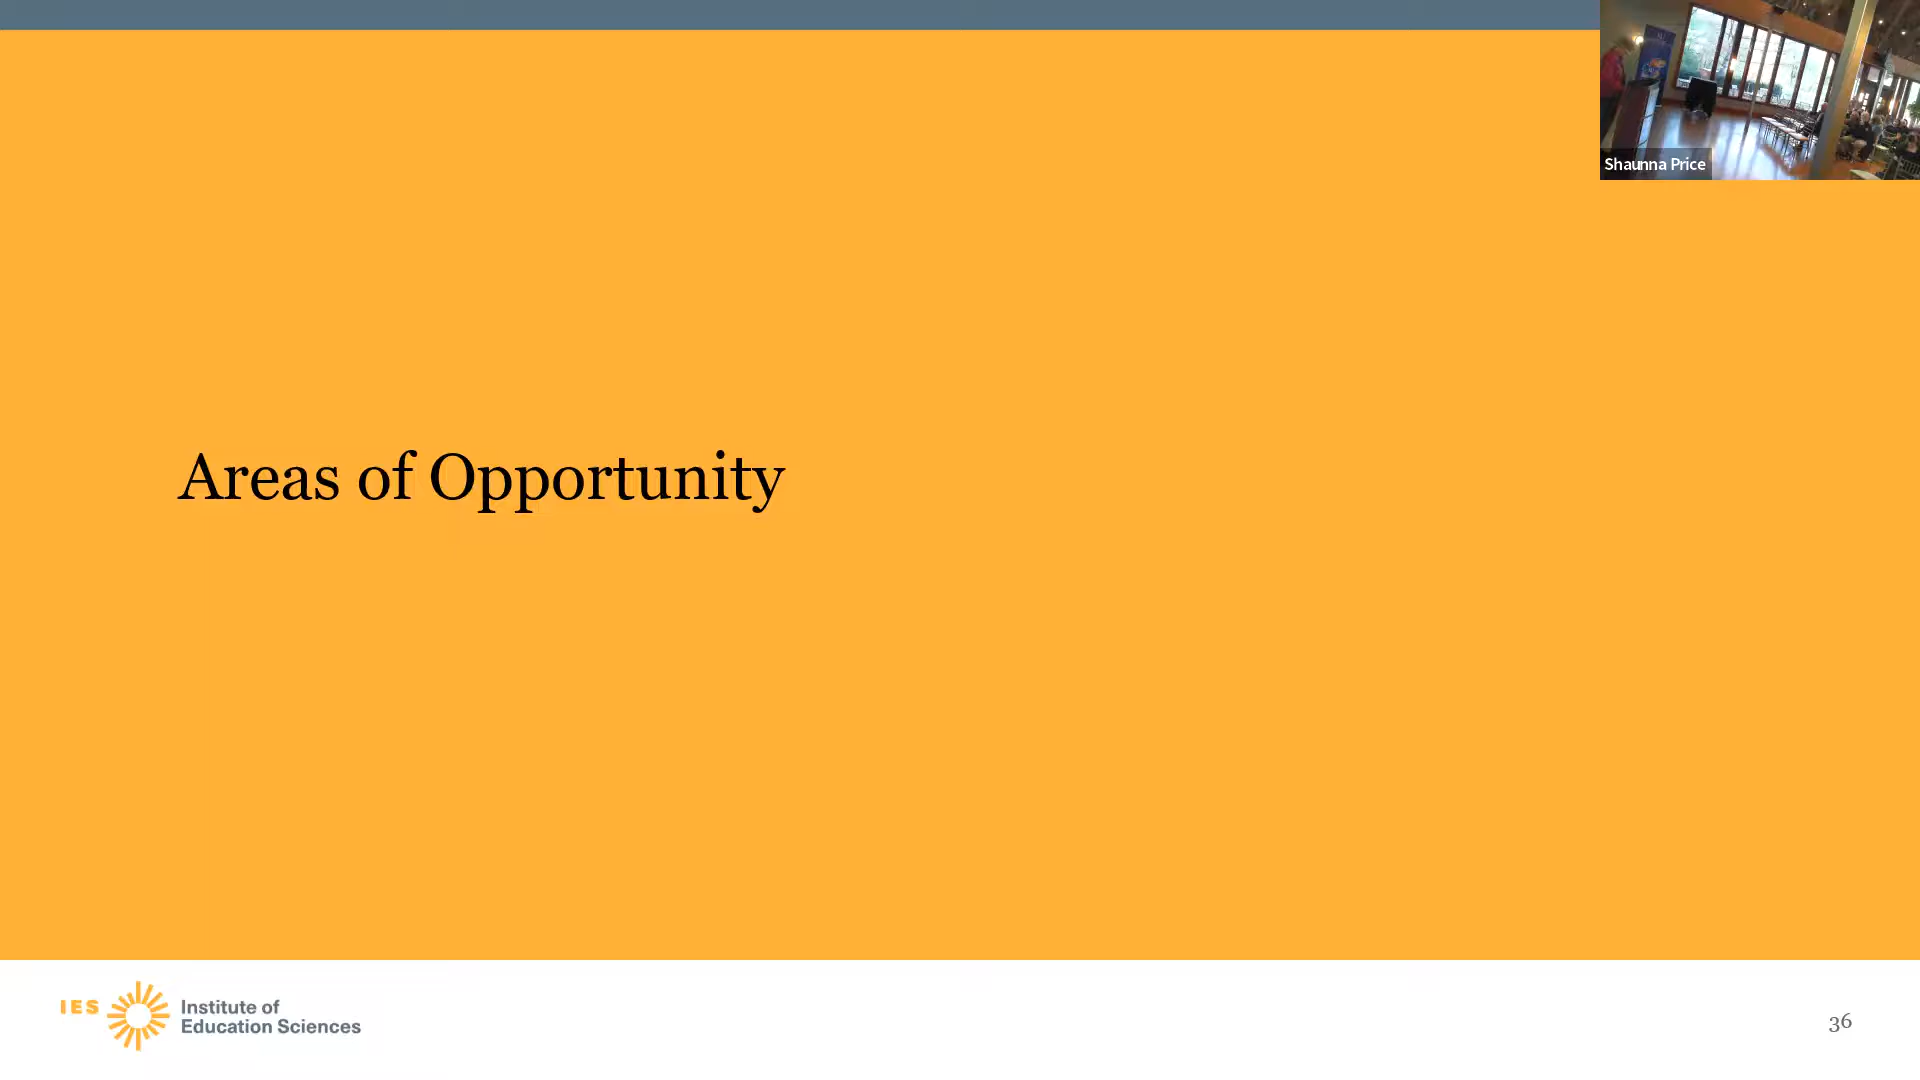 Shaunna Price
Areas of Opportunity
IES
Institute of
Education Sciences
36